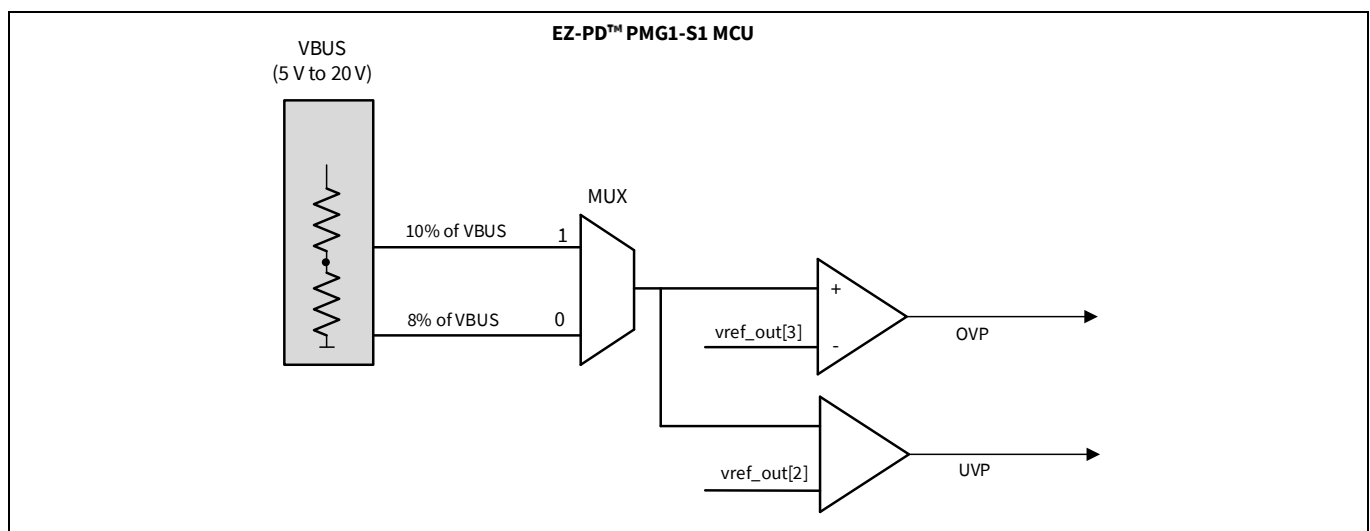 EZ-PD™ PMG1-S1 MCU
VBUS
(5 V to 20 V)
MUX
10% of VBUS
1
8% of VBUS
0
+
vref_out[3]
-
OVP
vref_out[2]
UVP